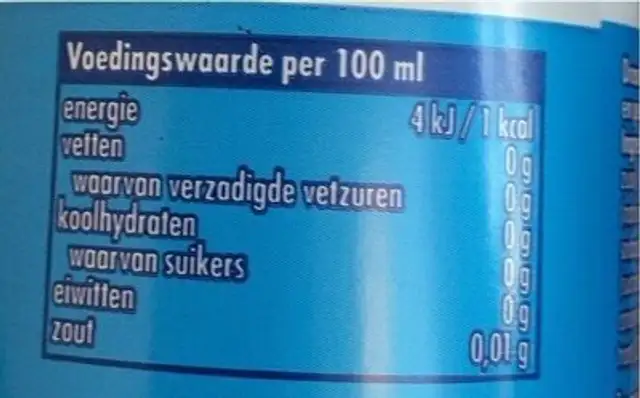 Voedingswaarde per 100 ml
energie 4 kJ / 1 kcal
vetten 0 g
waarvan verzadigde vetzuren 0 g
koolhydraten 0 g
waarvan suikers 0 g
eiwitten 0 g
zout 0,01 g